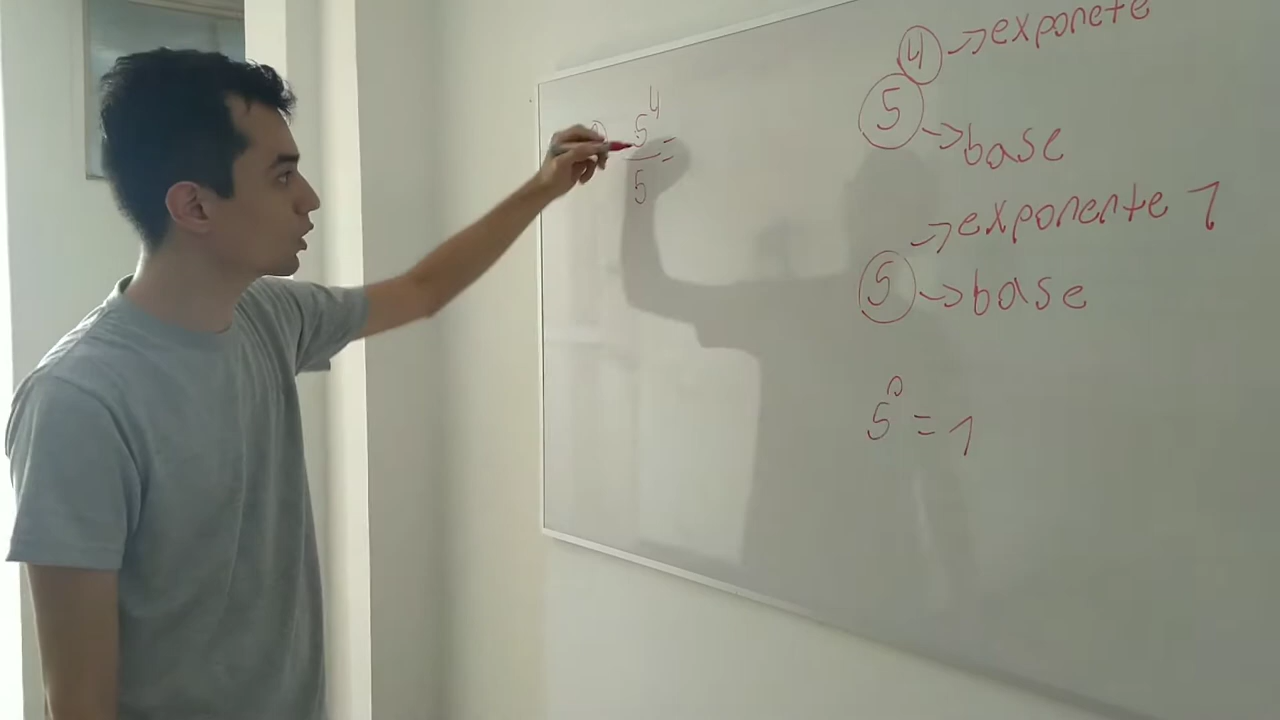 5⁴
— =
5
4 → exponete
5 → base
→ exponente 1
5 → base
5⁰ = 1